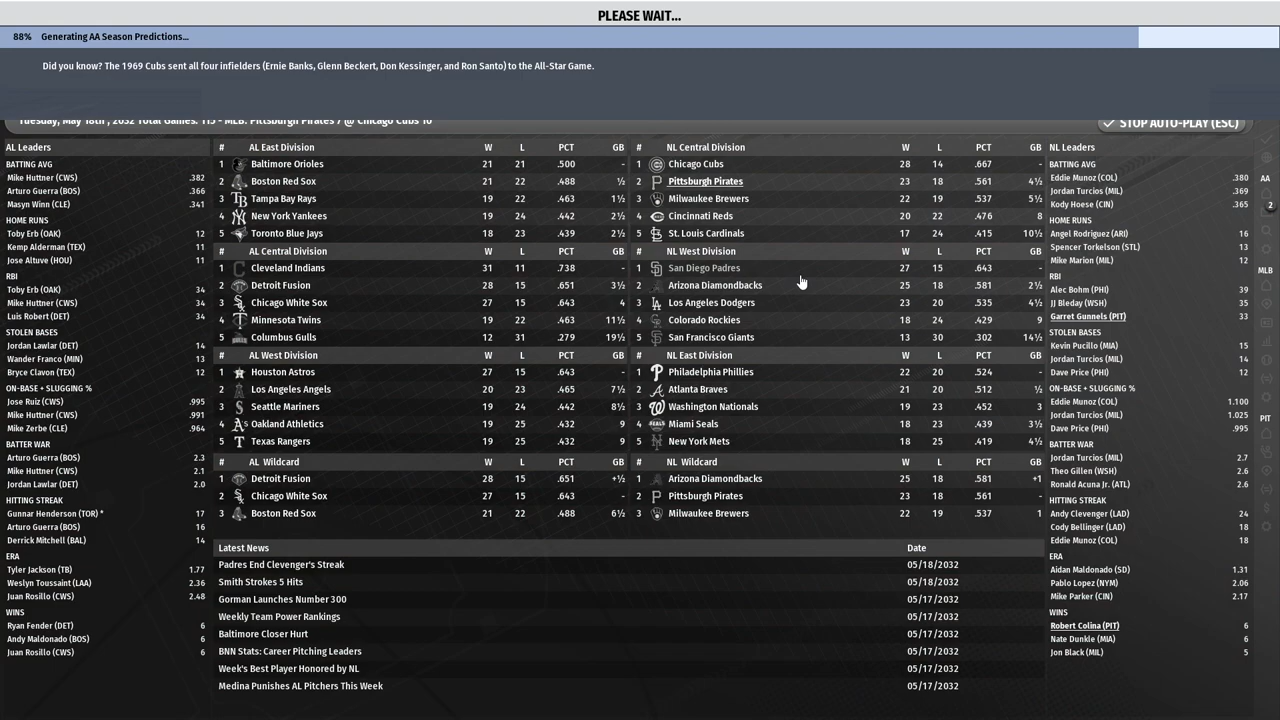 PLEASE WAIT...
88% Generating AA Season Predictions...
Did you know? The 1969 Cubs sent all four infielders (Ernie Banks, Glenn Beckert, Don Kessinger, and Ron Santo) to the All-Star Game.
Tuesday, May 18th, 2032 Total Games: 115 - MLB: Pittsburgh Pirates 7 @ Chicago Cubs 10
STOP AUTO-PLAY (ESC)
AL Leaders
BATTING AVG
Mike Huttner (CWS) .382
Arturo Guerra (BOS) .366
Masyn Winn (CLE) .341
HOME RUNS
Toby Erb (OAK) 12
Kemp Alderman (TEX) 11
Jose Altuve (HOU) 11
RBI
Toby Erb (OAK) 34
Mike Huttner (CWS) 34
Luis Robert (DET) 34
STOLEN BASES
Jordan Lawlar (DET) 14
Wander Franco (MIN) 13
Bryce Clavon (TEX) 12
ON-BASE + SLUGGING %
Jose Ruiz (CWS) .995
Mike Huttner (CWS) .991
Mike Zerbe (CLE) .964
BATTER WAR
Arturo Guerra (BOS) 2.3
Mike Huttner (CWS) 2.1
Jordan Lawlar (DET) 2.0
HITTING STREAK
Gunnar Henderson (TOR) * 17
Arturo Guerra (BOS) 16
Derrick Mitchell (BAL) 14
ERA
Tyler Jackson (TB) 1.77
Weslyn Toussaint (LAA) 2.36
Juan Rosillo (CWS) 2.48
WINS
Ryan Fender (DET) 6
Andy Maldonado (BOS) 6
Juan Rosillo (CWS) 6
# AL East Division W L PCT GB
1 Baltimore Orioles 21 21 .500 -
2 Boston Red Sox 21 22 .488 ½
3 Tampa Bay Rays 19 22 .463 1½
4 New York Yankees 19 24 .442 2½
5 Toronto Blue Jays 18 23 .439 2½
# AL Central Division W L PCT GB
1 Cleveland Indians 31 11 .738 -
2 Detroit Fusion 28 15 .651 3½
3 Chicago White Sox 27 15 .643 4
4 Minnesota Twins 19 22 .463 11½
5 Columbus Gulls 12 31 .279 19½
# AL West Division W L PCT GB
1 Houston Astros 27 15 .643 -
2 Los Angeles Angels 20 23 .465 7½
3 Seattle Mariners 19 24 .442 8½
4 Oakland Athletics 19 25 .432 9
5 Texas Rangers 19 25 .432 9
# AL Wildcard W L PCT GB
1 Detroit Fusion 28 15 .651 +½
2 Chicago White Sox 27 15 .643 -
3 Boston Red Sox 21 22 .488 6½
# NL Central Division W L PCT GB
1 Chicago Cubs 28 14 .667 -
2 Pittsburgh Pirates 23 18 .561 4½
3 Milwaukee Brewers 22 19 .537 5½
4 Cincinnati Reds 20 22 .476 8
5 St. Louis Cardinals 17 24 .415 10½
# NL West Division W L PCT GB
1 San Diego Padres 27 15 .643 -
2 Arizona Diamondbacks 25 18 .581 2½
3 Los Angeles Dodgers 23 20 .535 4½
4 Colorado Rockies 18 24 .429 9
5 San Francisco Giants 13 30 .302 14½
# NL East Division W L PCT GB
1 Philadelphia Phillies 22 20 .524 -
2 Atlanta Braves 21 20 .512 ½
3 Washington Nationals 19 23 .452 3
4 Miami Seals 18 23 .439 3½
5 New York Mets 18 25 .419 4½
# NL Wildcard W L PCT GB
1 Arizona Diamondbacks 25 18 .581 +1
2 Pittsburgh Pirates 23 18 .561 -
3 Milwaukee Brewers 22 19 .537 1
Latest News Date
Padres End Clevenger's Streak 05/18/2032
Smith Strokes 5 Hits 05/18/2032
Gorman Launches Number 300 05/17/2032
Weekly Team Power Rankings 05/17/2032
Baltimore Closer Hurt 05/17/2032
BNN Stats: Career Pitching Leaders 05/17/2032
Week's Best Player Honored by NL 05/17/2032
Medina Punishes AL Pitchers This Week 05/17/2032
NL Leaders
BATTING AVG
Eddie Munoz (COL) .380
Jordan Turcios (MIL) .369
Kody Hoese (CIN) .365
HOME RUNS
Angel Rodriguez (ARI) 16
Spencer Torkelson (STL) 13
Mike Marion (MIL) 12
RBI
Alec Bohm (PHI) 39
JJ Bleday (WSH) 35
Garret Gunnels (PIT) 33
STOLEN BASES
Kevin Pucillo (MIA) 15
Jordan Turcios (MIL) 14
Dave Price (PHI) 12
ON-BASE + SLUGGING %
Eddie Munoz (COL) 1.100
Jordan Turcios (MIL) 1.025
Dave Price (PHI) .995
BATTER WAR
Jordan Turcios (MIL) 2.7
Theo Gillen (WSH) 2.6
Ronald Acuna Jr. (ATL) 2.6
HITTING STREAK
Andy Clevenger (LAD) 24
Cody Bellinger (LAD) 18
Eddie Munoz (COL) 18
ERA
Aidan Maldonado (SD) 1.31
Pablo Lopez (NYM) 2.06
Mike Parker (CIN) 2.17
WINS
Robert Colina (PIT) 6
Nate Dunkle (MIA) 6
Jon Black (MIL) 5
AA
2
MLB
PIT